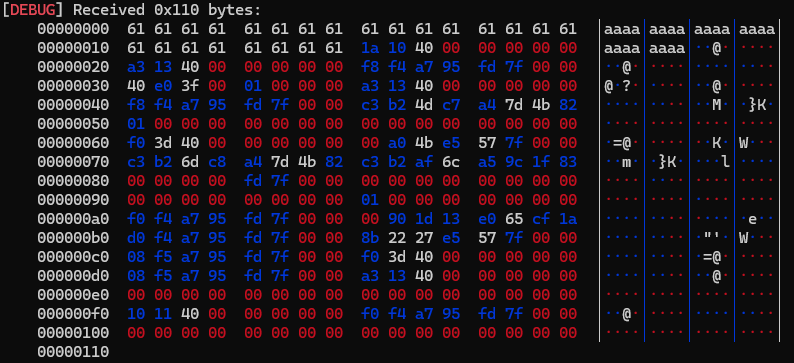 [DEBUG] Received 0x110 bytes:
00000000 61 61 61 61 61 61 61 61 61 61 61 61 61 61 61 61 │aaaa│aaaa│aaaa│aaaa│
00000010 61 61 61 61 61 61 61 61 1a 10 40 00 00 00 00 00 │aaaa│aaaa│··@·│····│
00000020 a3 13 40 00 00 00 00 00 f8 f4 a7 95 fd 7f 00 00 │··@·│····│····│····│
00000030 40 e0 3f 00 01 00 00 00 a3 13 40 00 00 00 00 00 │@·?·│····│··@·│····│
00000040 f8 f4 a7 95 fd 7f 00 00 c3 b2 4d c7 a4 7d 4b 82 │····│····│··M·│·}K·│
00000050 01 00 00 00 00 00 00 00 00 00 00 00 00 00 00 00 │····│····│····│····│
00000060 f0 3d 40 00 00 00 00 00 00 a0 4b e5 57 7f 00 00 │·=@·│····│··K·│W···│
00000070 c3 b2 6d c8 a4 7d 4b 82 c3 b2 af 6c a5 9c 1f 83 │··m·│·}K·│···l│····│
00000080 00 00 00 00 fd 7f 00 00 00 00 00 00 00 00 00 00 │····│····│····│····│
00000090 00 00 00 00 00 00 00 00 01 00 00 00 00 00 00 00 │····│····│····│····│
000000a0 f0 f4 a7 95 fd 7f 00 00 00 90 1d 13 e0 65 cf 1a │····│····│····│·e··│
000000b0 d0 f4 a7 95 fd 7f 00 00 8b 22 27 e5 57 7f 00 00 │····│····│·"'·│W···│
000000c0 08 f5 a7 95 fd 7f 00 00 f0 3d 40 00 00 00 00 00 │····│····│·=@·│····│
000000d0 08 f5 a7 95 fd 7f 00 00 a3 13 40 00 00 00 00 00 │····│····│··@·│····│
000000e0 00 00 00 00 00 00 00 00 00 00 00 00 00 00 00 00 │····│····│····│····│
000000f0 10 11 40 00 00 00 00 00 f0 f4 a7 95 fd 7f 00 00 │··@·│····│····│····│
00000100 00 00 00 00 00 00 00 00 00 00 00 00 00 00 00 00 │····│····│····│····│
00000110